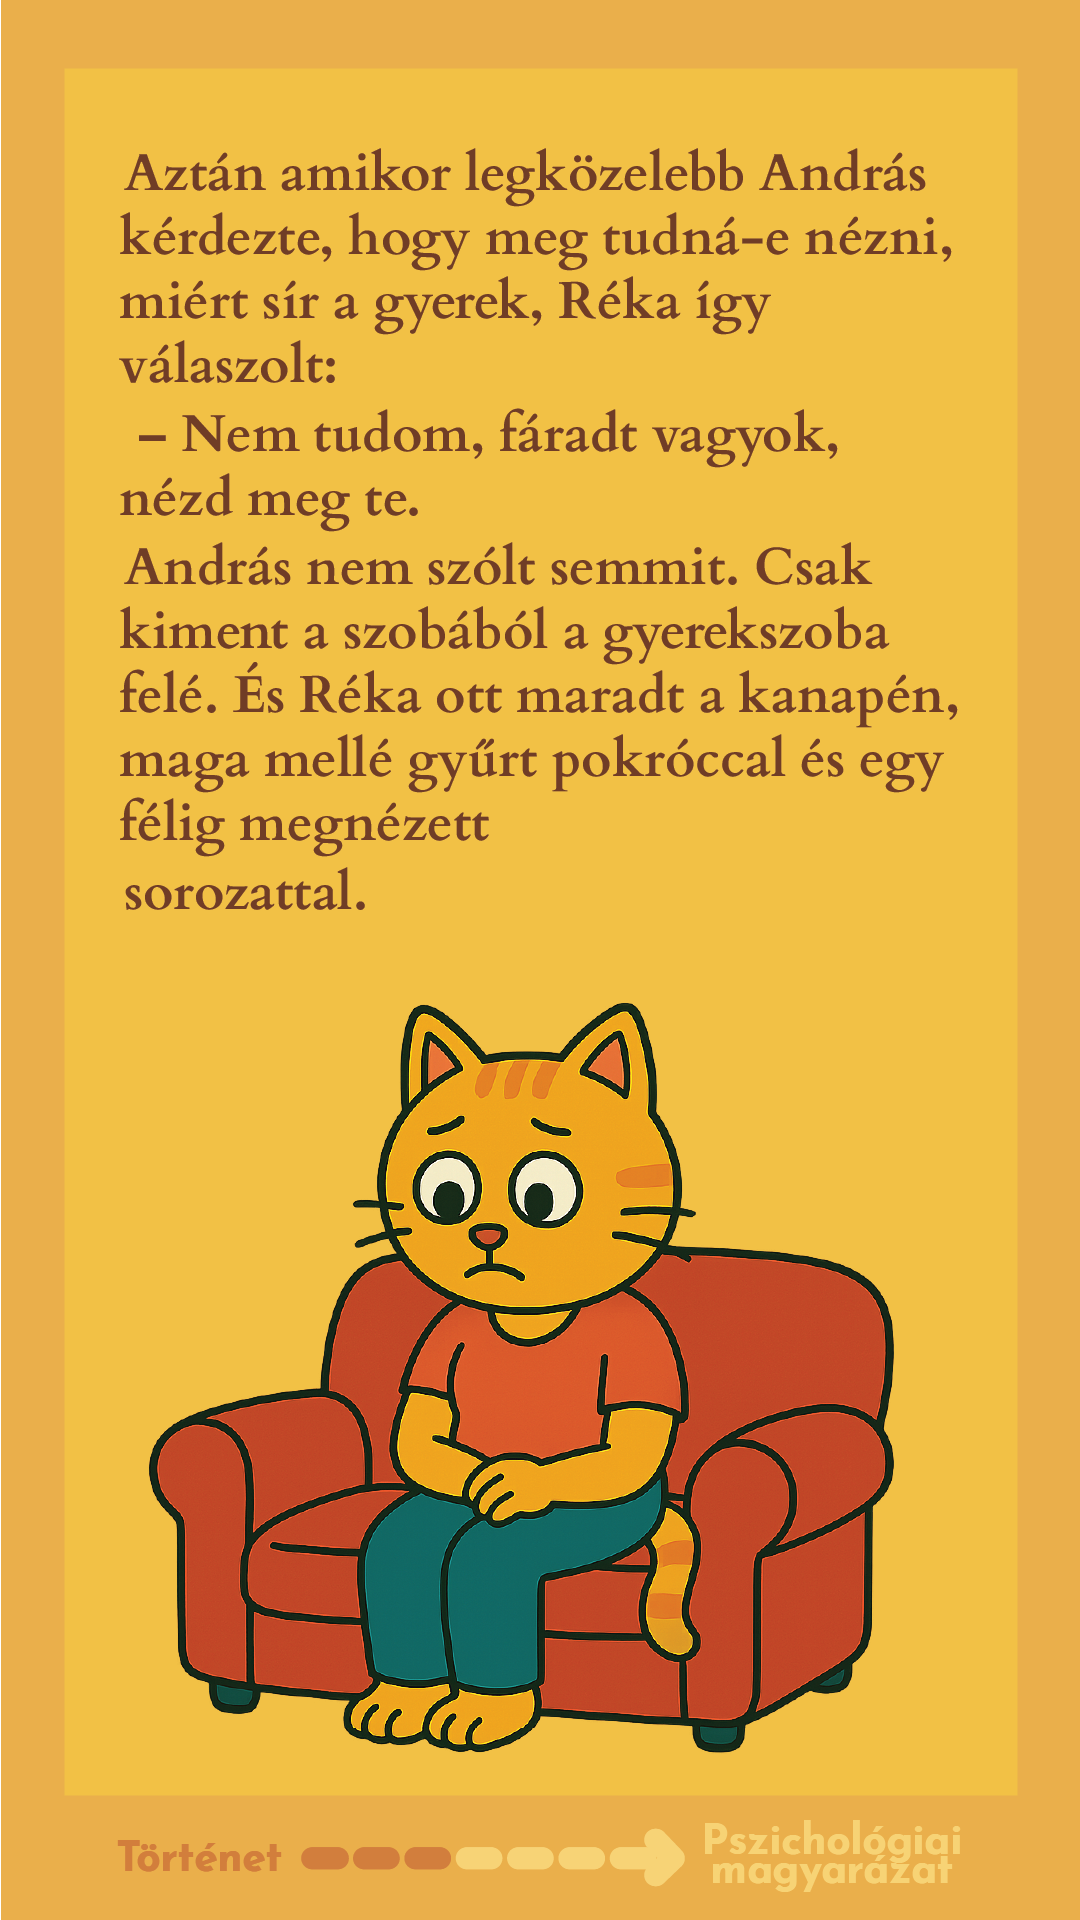 Aztán amikor legközelebb András
kérdezte, hogy meg tudná-e nézni,
miért sír a gyerek, Réka így
válaszolt:
– Nem tudom, fáradt vagyok,
nézd meg te.
András nem szólt semmit. Csak
kiment a szobából a gyerekszoba
felé. És Réka ott maradt a kanapén,
maga mellé gyűrt pokróccal és egy
félig megnézett
sorozattal.
Történet
Pszichológiai
magyarázat